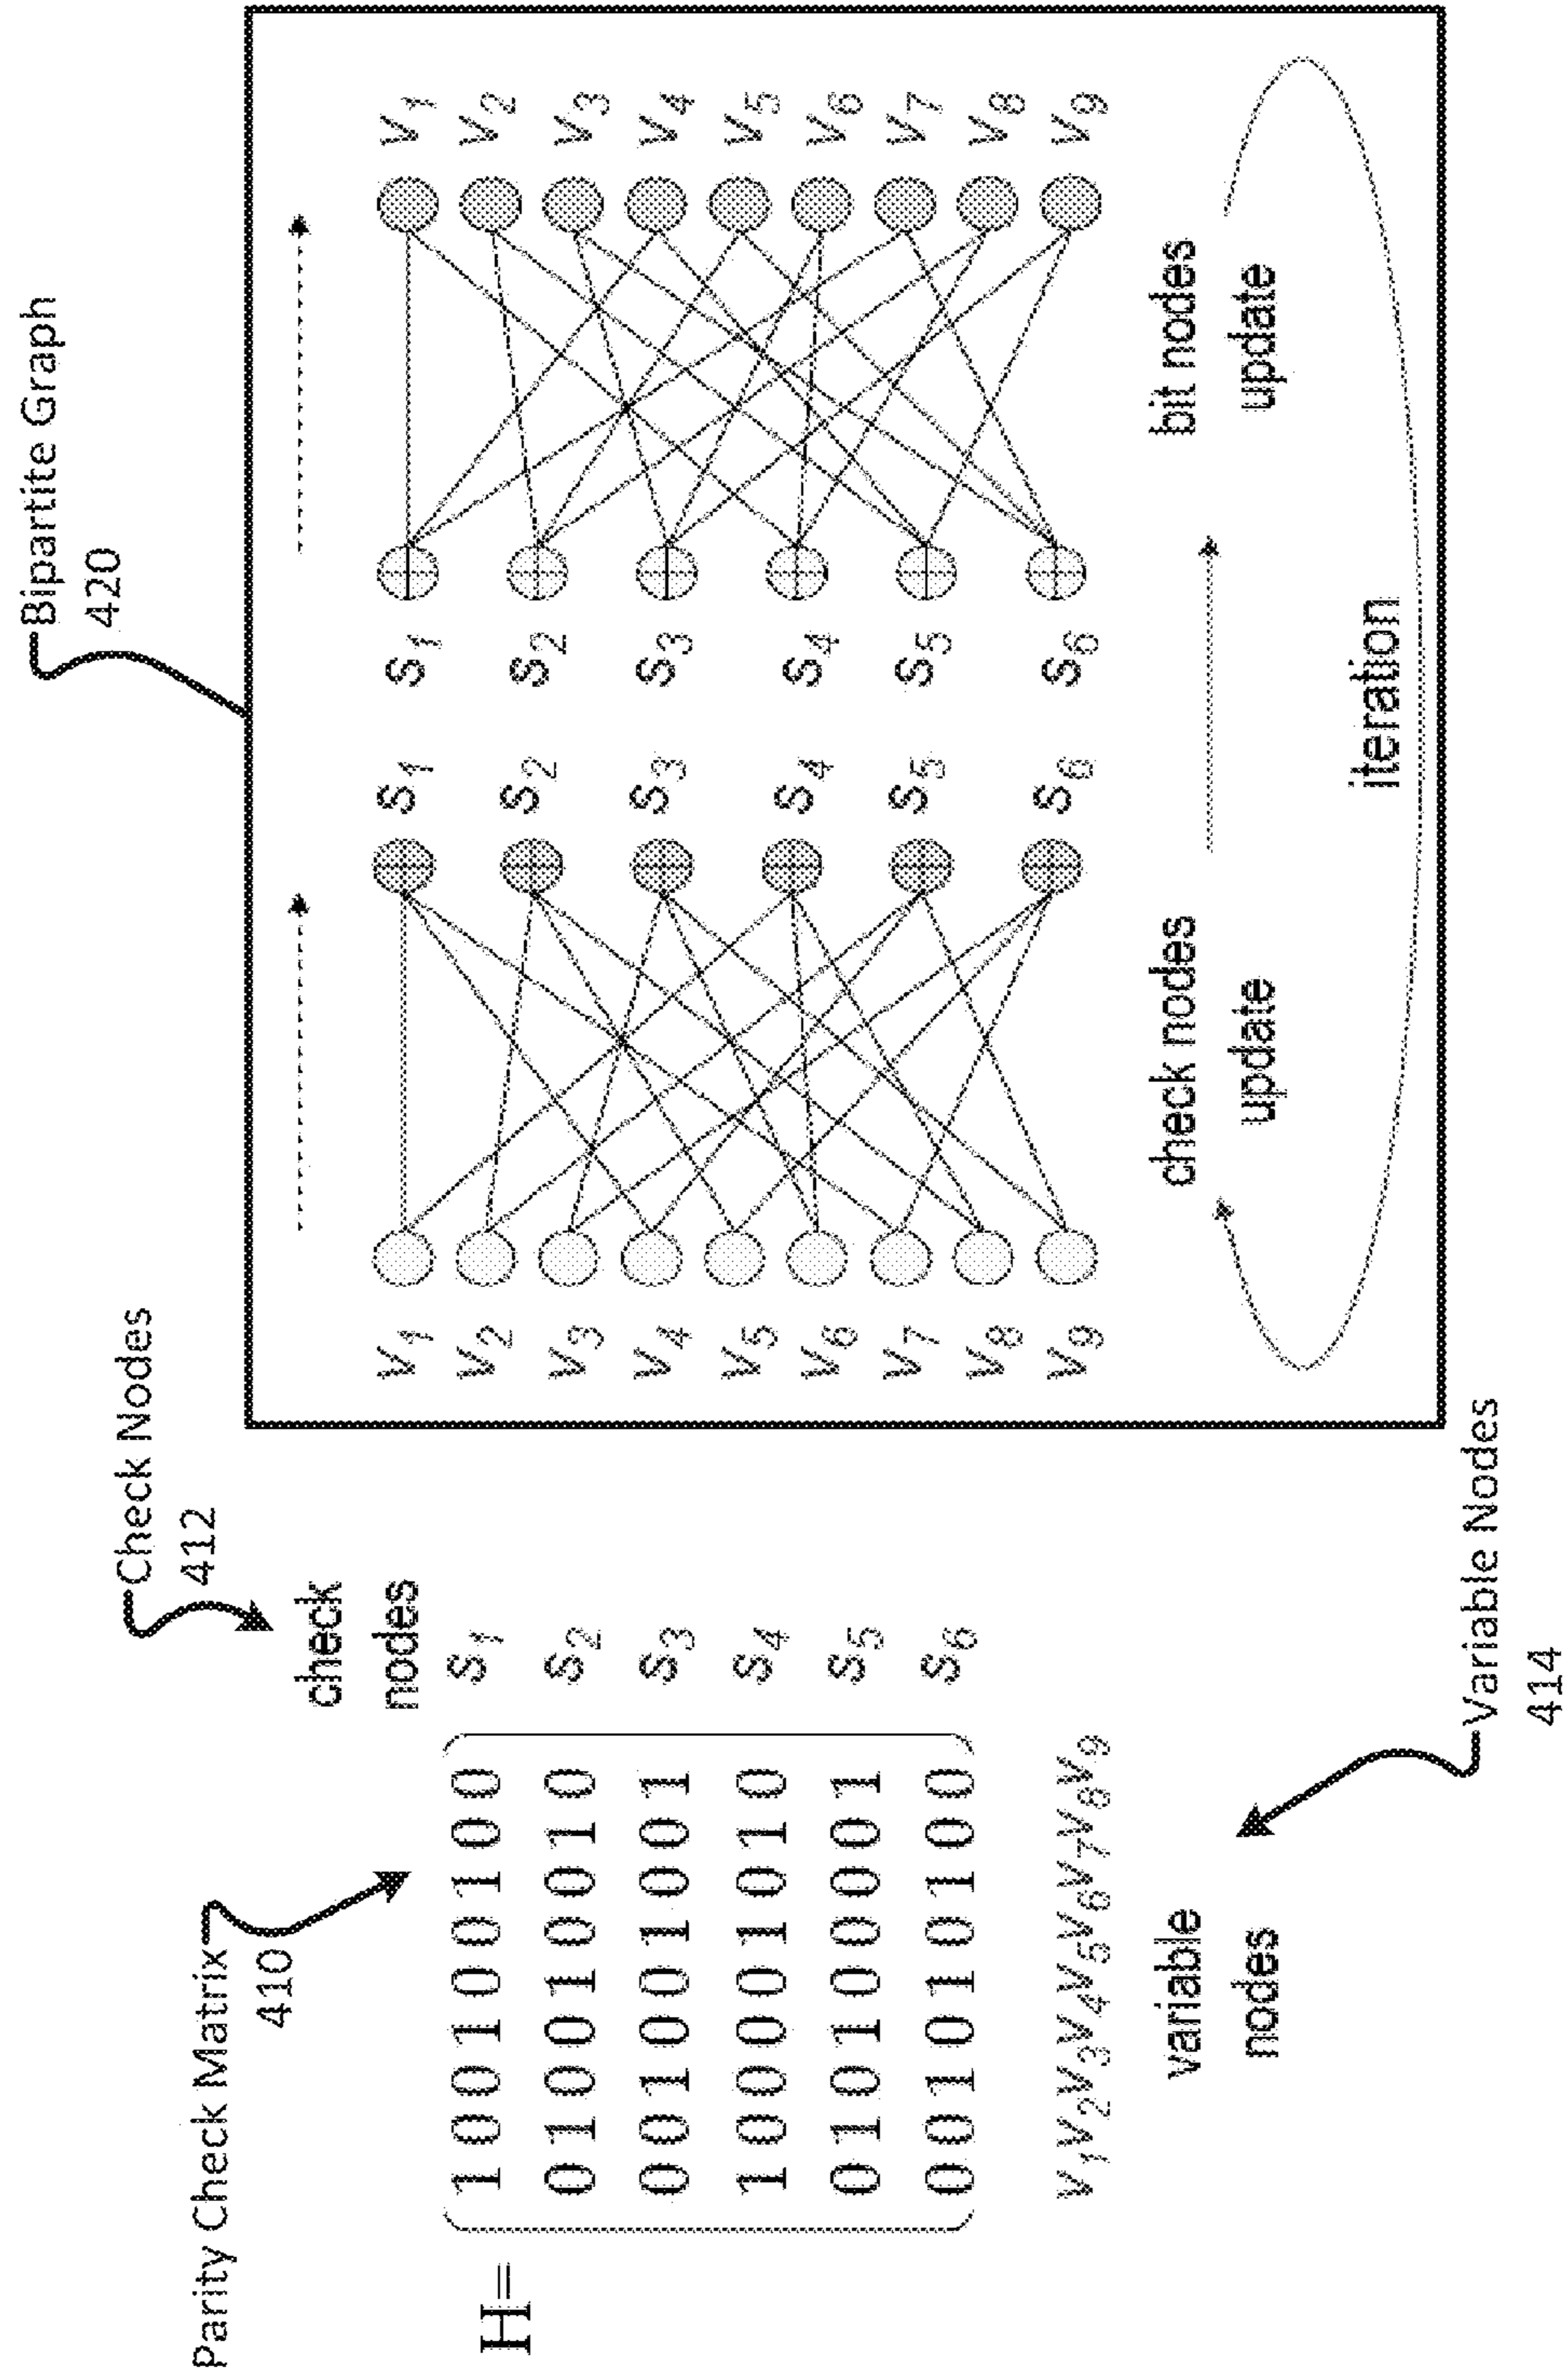 Parity Check Matrix
410
Check Nodes
412
check
nodes
H=
1 0 0 1 0 0 1 0 0 S1
0 1 0 0 1 0 0 1 0 S2
0 0 1 0 0 1 0 0 1 S3
1 0 0 0 0 1 0 1 0 S4
0 1 0 1 0 0 0 0 1 S5
0 0 1 0 1 0 1 0 0 S6
V1V2V3V4V5V6V7V8V9
variable
nodes
Variable Nodes
414
Bipartite Graph
420
V1
V2
V3
V4
V5
V6
V7
V8
V9
S1
S2
S3
S4
S5
S6
S1
S2
S3
S4
S5
S6
V1
V2
V3
V4
V5
V6
V7
V8
V9
check nodes
update
bit nodes
update
iteration